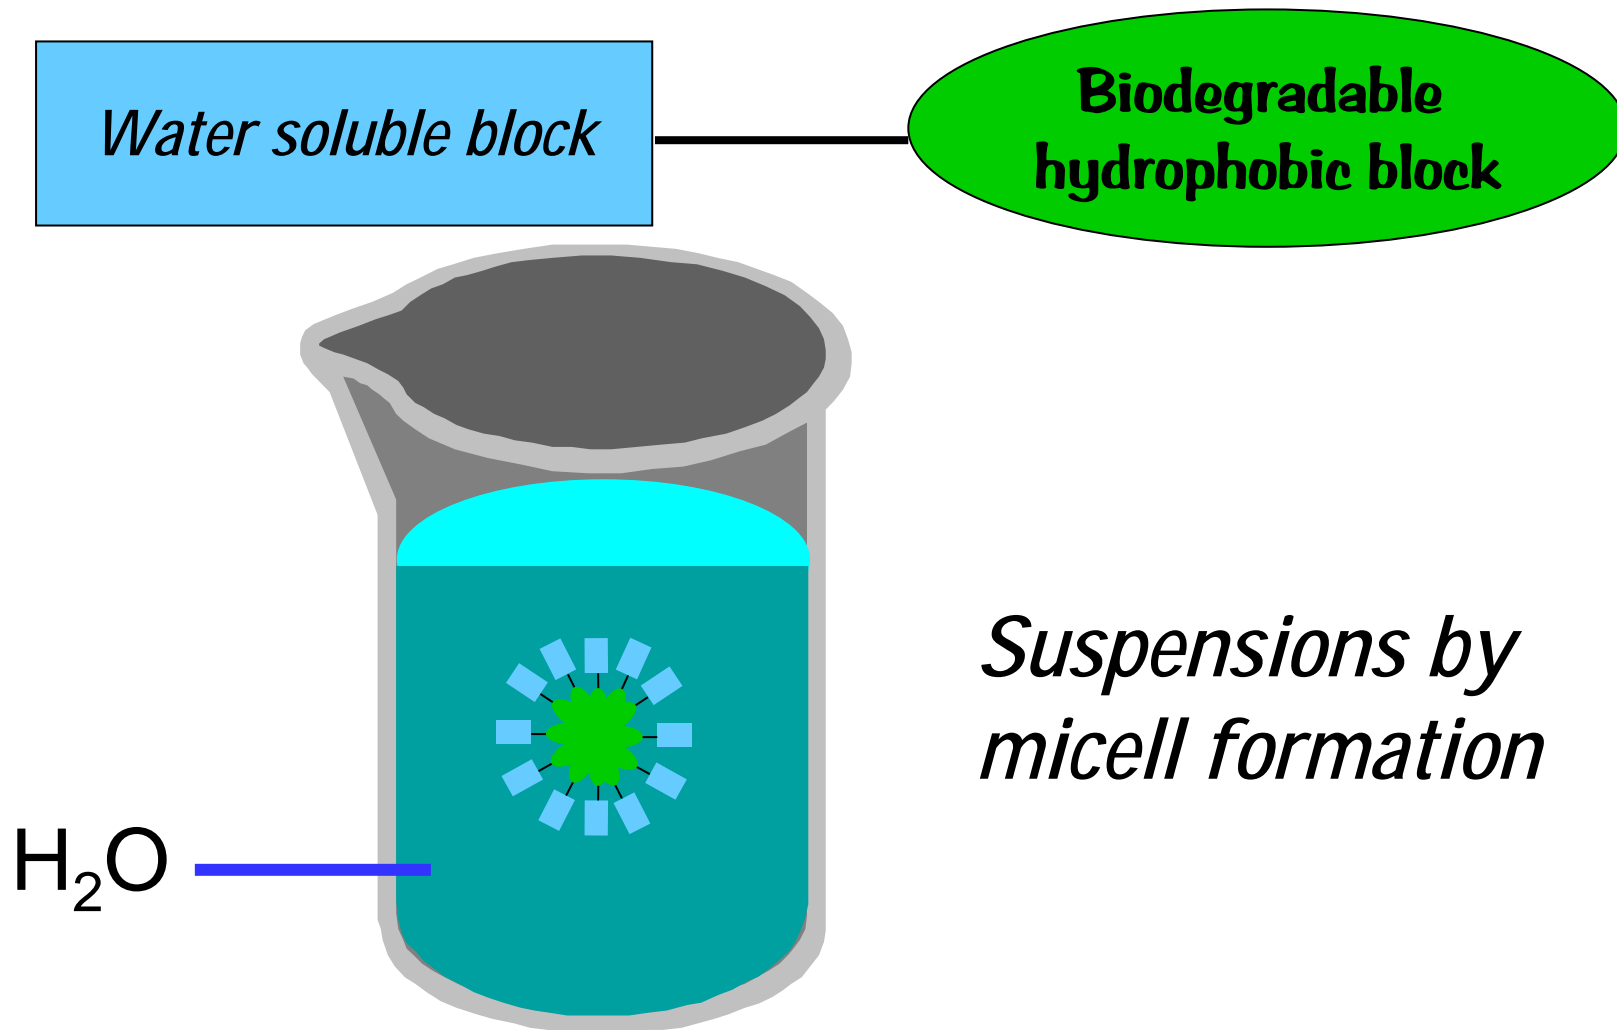 Water soluble block
Biodegradable
hydrophobic block
Suspensions by
micell formation
H₂O